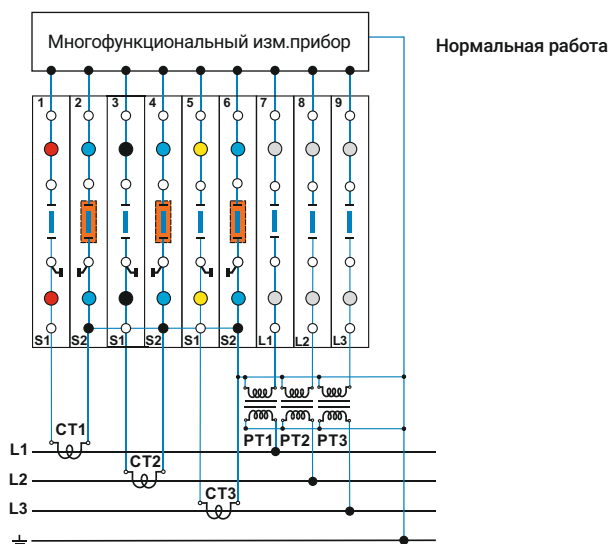 Многофункциональный изм.прибор
Нормальная работа
1 2 3 4 5 6 7 8 9
S1 S2 S1 S2 S1 S2 L1 L2 L3
PT1 PT2 PT3
CT1
L1
CT2
L2
CT3
L3